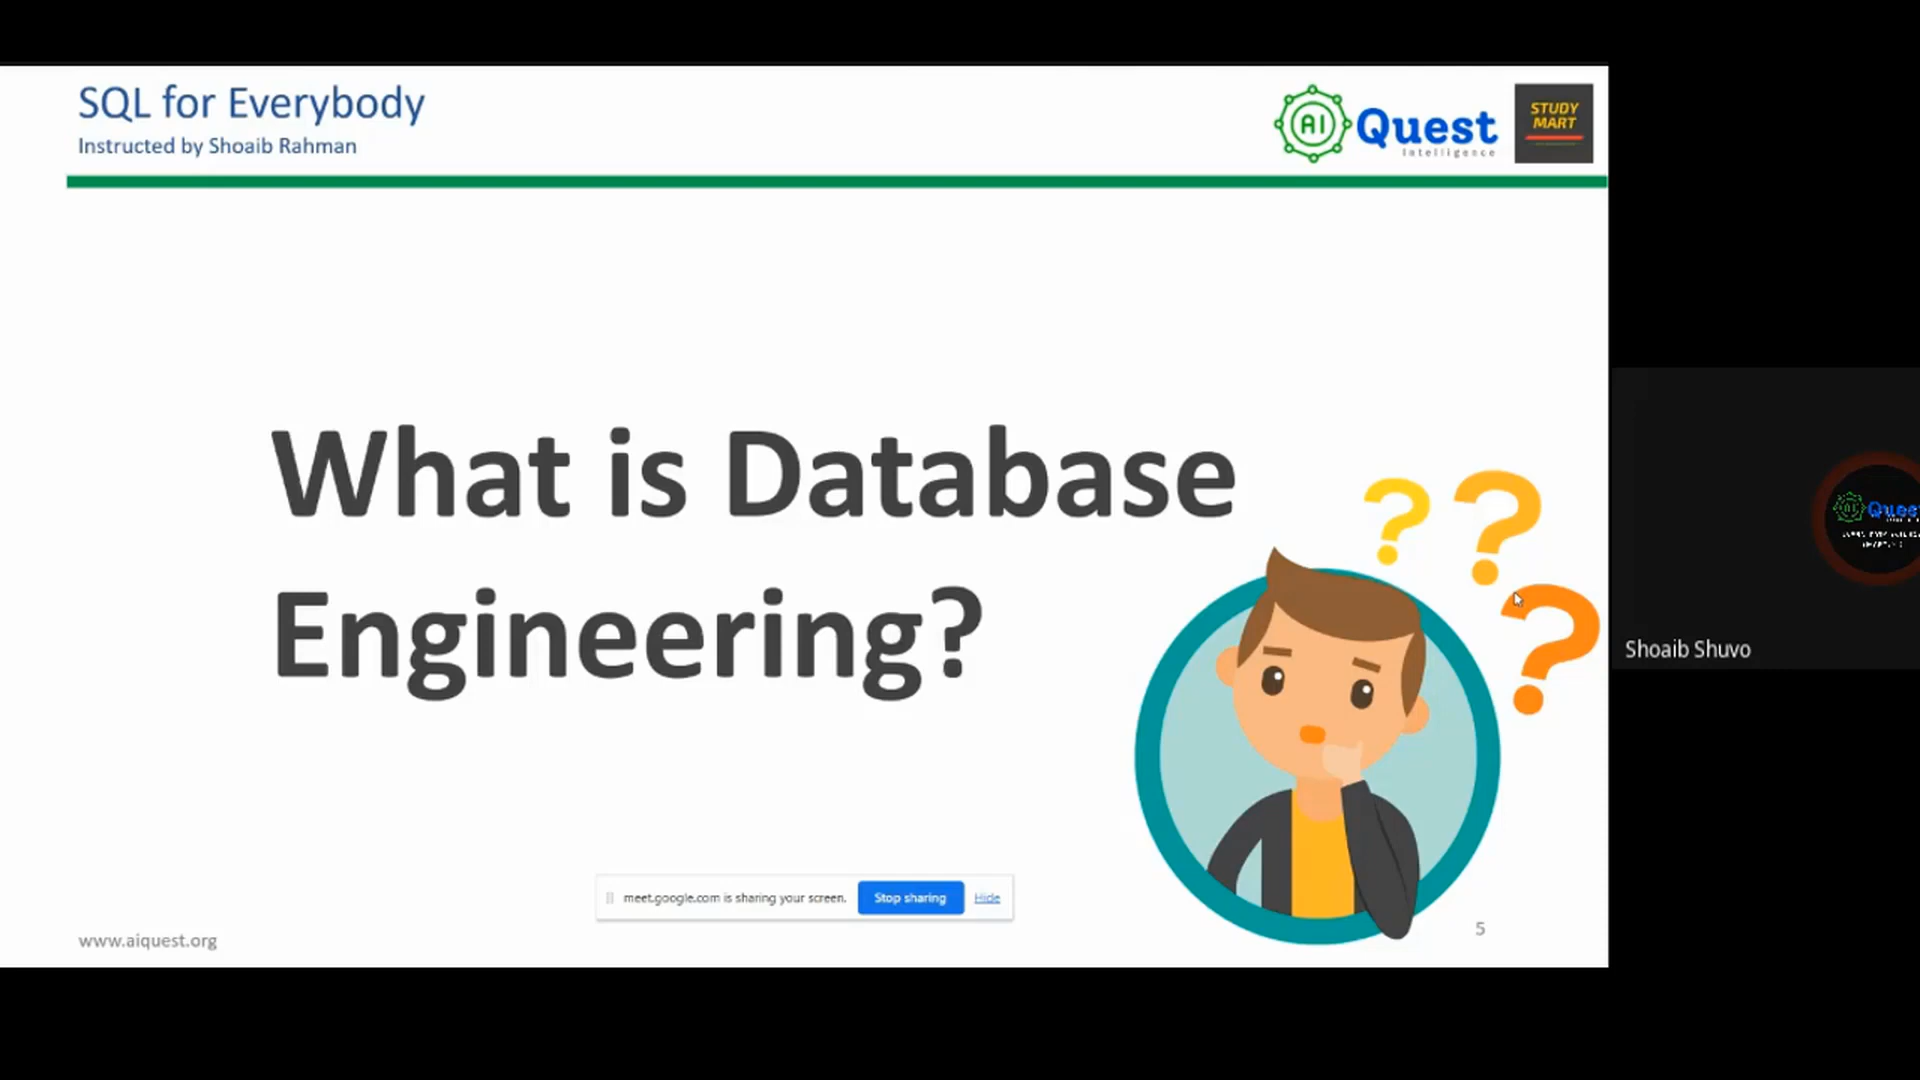 SQL for Everybody
Instructed by Shoaib Rahman
AI Quest
Intelligence
STUDY
MART
What is Database
Engineering?
? ? ?
Shoaib Shuvo
meet.google.com is sharing your screen. Stop sharing Hide
www.aiquest.org
5